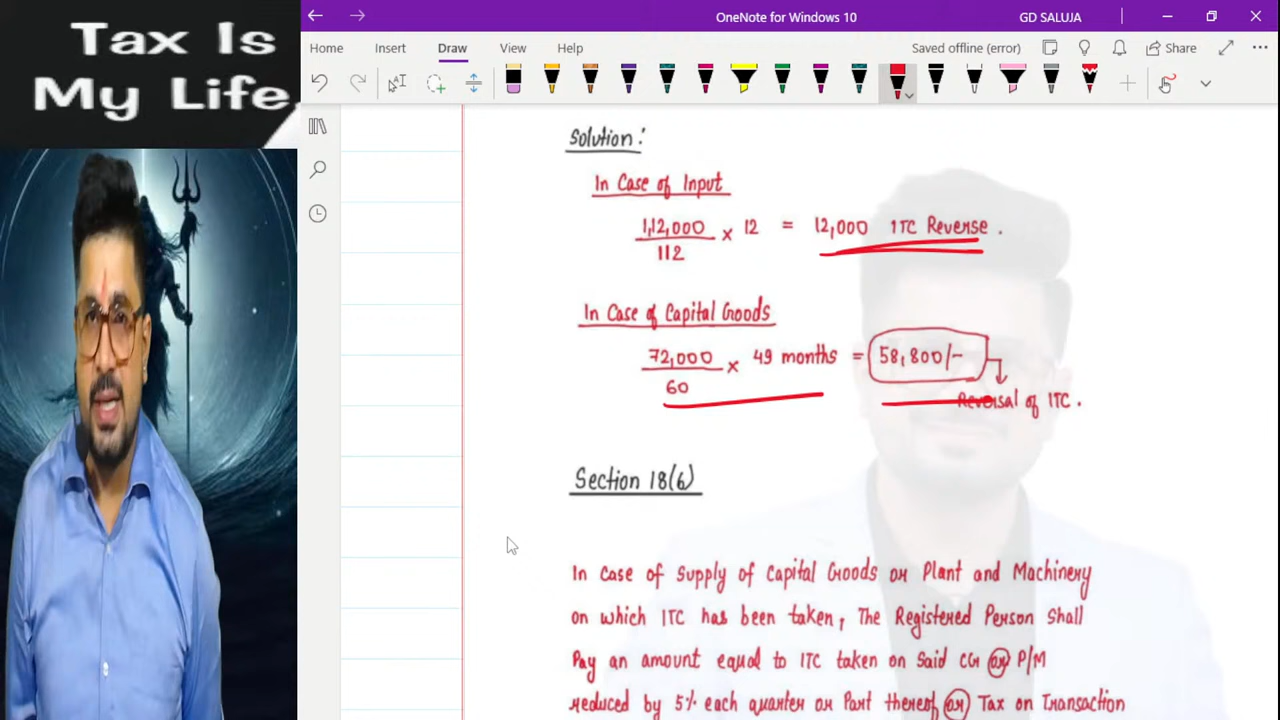 Tax Is
My Life
OneNote for Windows 10
GD SALUJA
Home Insert Draw View Help
Saved offline (error)
Share
Solution:
In Case of Input
1,12,000
112
× 12 = 12,000 ITC Reverse.
In Case of Capital Goods
72,000
60
× 49 months = 58,800/-
Reversal of ITC.
Section 18(6)
In Case of Supply of Capital Goods or Plant and Machinery
on which ITC has been taken, The Registered Person Shall
Pay an amount equal to ITC taken on Said CG or P/M
reduced by 5% each quarter or Part thereof or Tax on Transaction